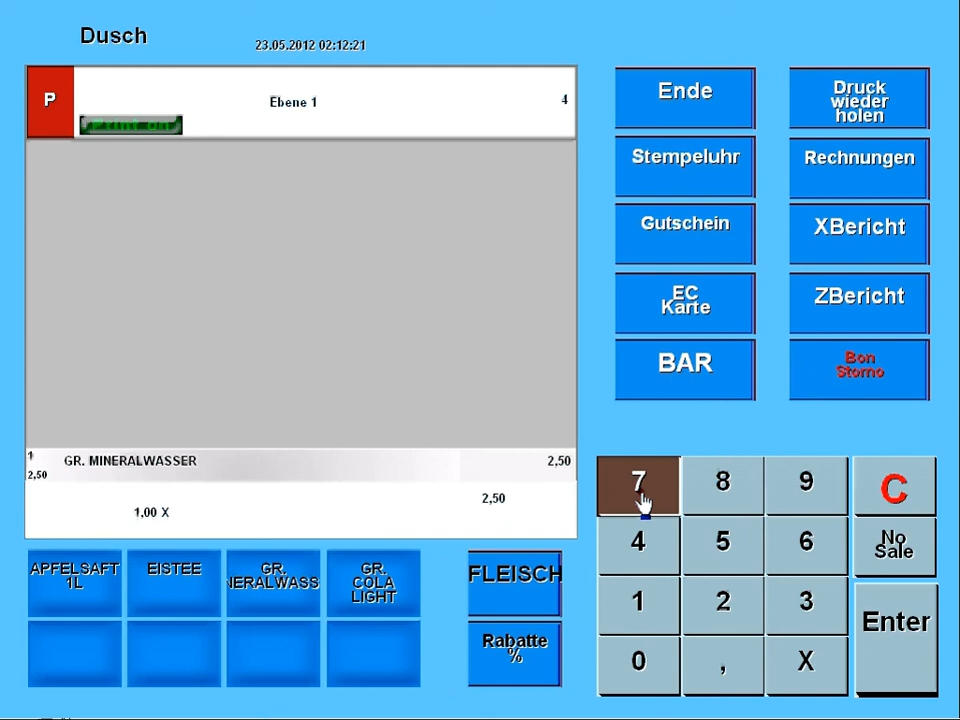 Dusch
23.05.2012 02:12:21
P
Ebene 1
4
Print on
1
GR. MINERALWASSER
2,50
2,50
1,00 X
2,50
Ende
Druck
wieder
holen
Stempeluhr
Rechnungen
Gutschein
XBericht
EC
Karte
ZBericht
BAR
Bon
Storno
7
8
9
C
4
5
6
No
Sale
1
2
3
Enter
0
,
X
APFELSAFT
1L
EISTEE
GR.
NERALWASS
GR.
COLA
LIGHT
FLEISCH
Rabatte
%